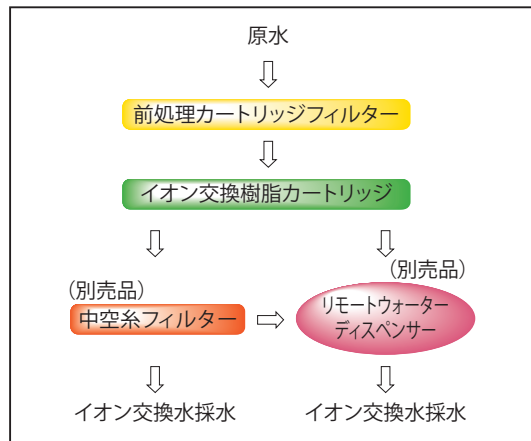 原水
前処理カートリッジフィルター
イオン交換樹脂カートリッジ
(別売品)
中空糸フィルター
(別売品)
リモートウォーター
ディスペンサー
イオン交換水採水
イオン交換水採水